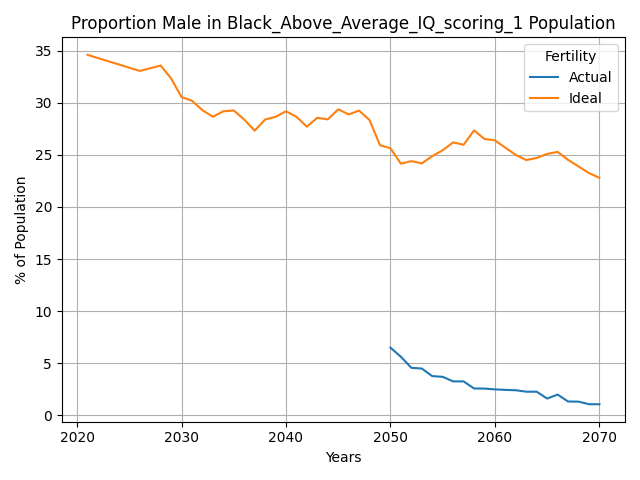 Proportion Male in Black_Above_Average_IQ_scoring_1 Population
Fertility
Actual
Ideal
% of Population
35
30
25
20
15
10
5
0
2020 2030 2040 2050 2060 2070
Years